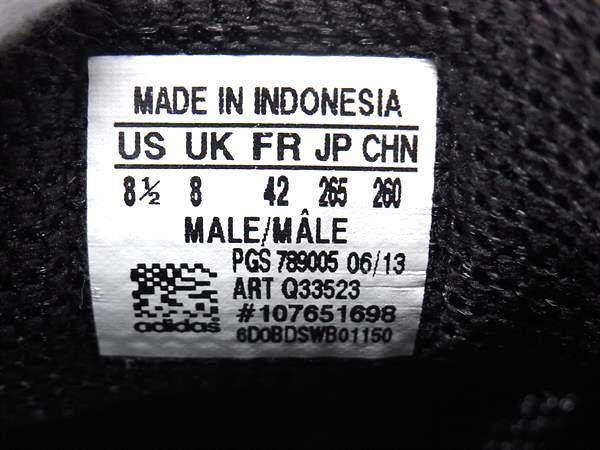 MADE IN INDONESIA
US UK FR JP CHN
8½ 8 42 265 260
MALE/MÂLE
PGS 789005 06/13
ART Q33523
#107651698
adidas 6D0BDSWB01150